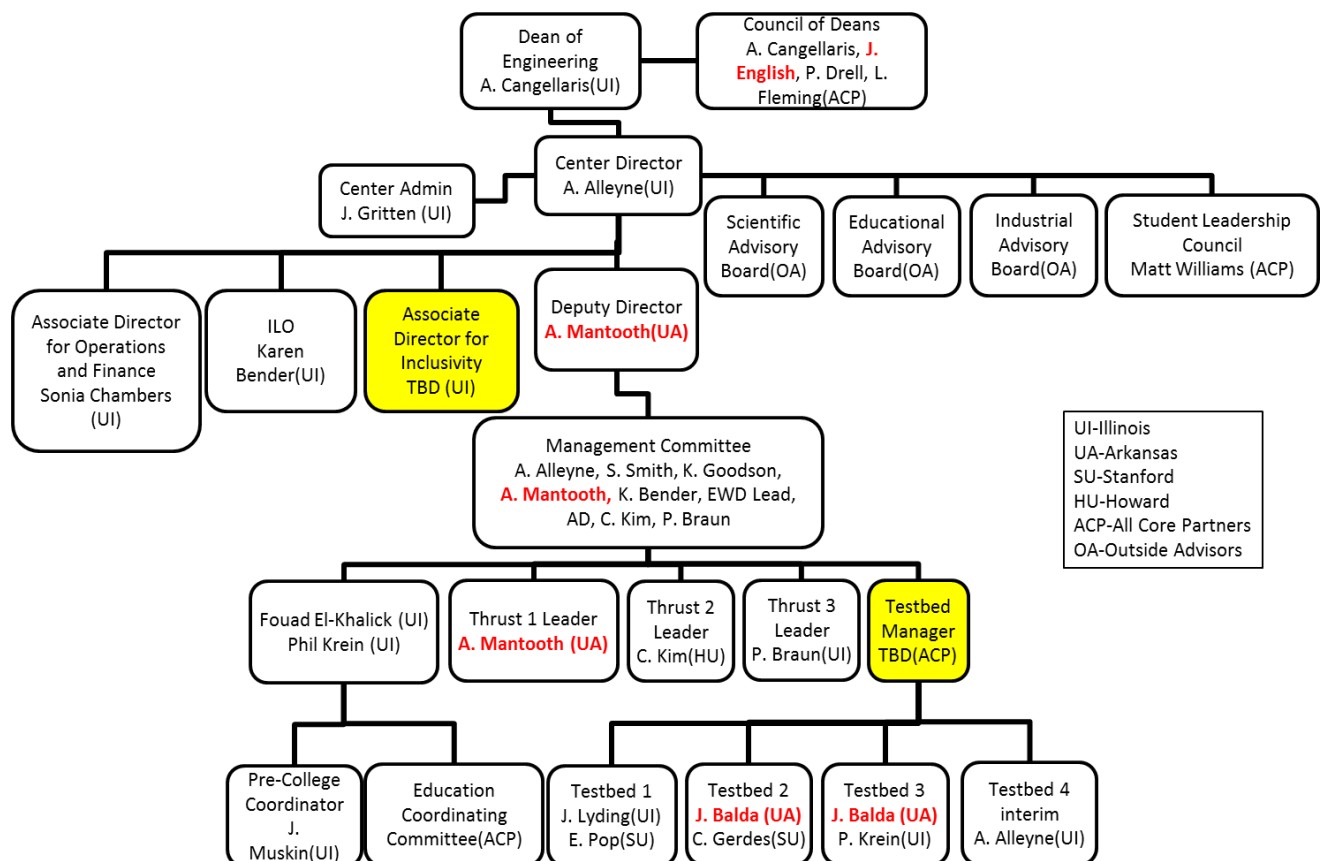 Dean of
Engineering
A. Cangellaris(UI)
Council of Deans
A. Cangellaris, J.
English, P. Drell, L.
Fleming(ACP)
Center Director
A. Alleyne(UI)
Center Admin
J. Gritten (UI)
Scientific
Advisory
Board(OA)
Educational
Advisory
Board(OA)
Industrial
Advisory
Board(OA)
Student Leadership
Council
Matt Williams (ACP)
Associate Director
for Operations
and Finance
Sonia Chambers
(UI)
ILO
Karen
Bender(UI)
Associate
Director for
Inclusivity
TBD (UI)
Deputy Director
A. Mantooth(UA)
Management Committee
A. Alleyne, S. Smith, K. Goodson,
A. Mantooth, K. Bender, EWD Lead,
AD, C. Kim, P. Braun
UI-Illinois
UA-Arkansas
SU-Stanford
HU-Howard
ACP-All Core Partners
OA-Outside Advisors
Fouad El-Khalick (UI)
Phil Krein (UI)
Thrust 1 Leader
A. Mantooth (UA)
Thrust 2
Leader
C. Kim(HU)
Thrust 3
Leader
P. Braun(UI)
Testbed
Manager
TBD(ACP)
Pre-College
Coordinator
J.
Muskin(UI)
Education
Coordinating
Committee(ACP)
Testbed 1
J. Lyding(UI)
E. Pop(SU)
Testbed 2
J. Balda (UA)
C. Gerdes(SU)
Testbed 3
J. Balda (UA)
P. Krein(UI)
Testbed 4
interim
A. Alleyne(UI)